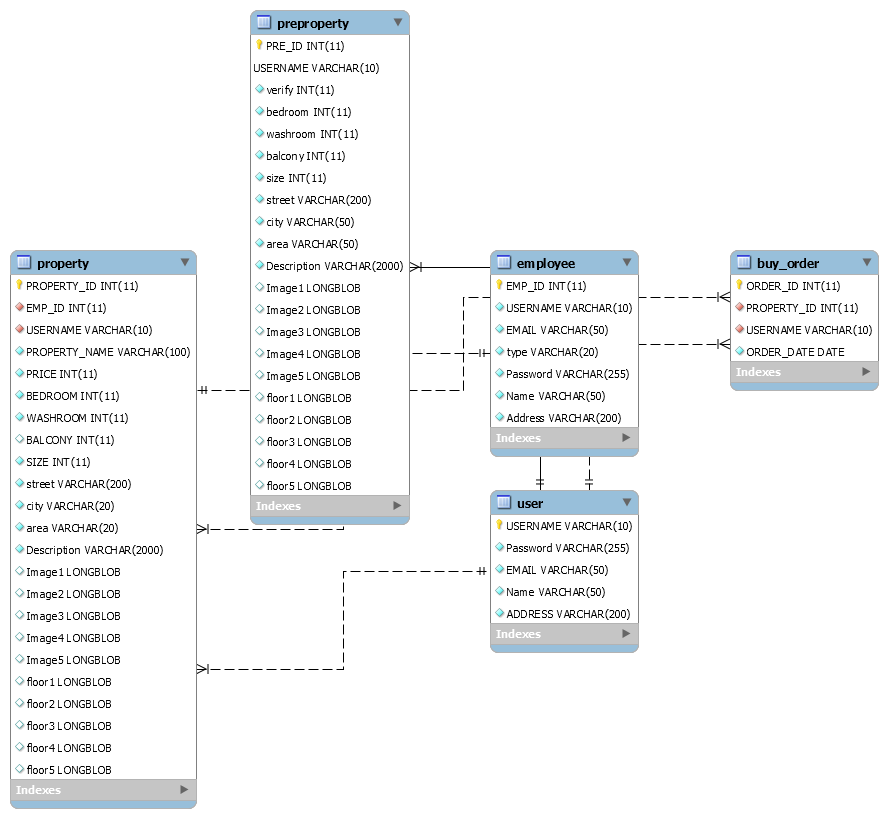 preproperty
PRE_ID INT(11)
USERNAME VARCHAR(10)
verify INT(11)
bedroom INT(11)
washroom INT(11)
balcony INT(11)
size INT(11)
street VARCHAR(200)
city VARCHAR(50)
area VARCHAR(50)
Description VARCHAR(2000)
Image1 LONGBLOB
Image2 LONGBLOB
Image3 LONGBLOB
Image4 LONGBLOB
Image5 LONGBLOB
floor1 LONGBLOB
floor2 LONGBLOB
floor3 LONGBLOB
floor4 LONGBLOB
floor5 LONGBLOB
Indexes
property
PROPERTY_ID INT(11)
EMP_ID INT(11)
USERNAME VARCHAR(10)
PROPERTY_NAME VARCHAR(100)
PRICE INT(11)
BEDROOM INT(11)
WASHROOM INT(11)
BALCONY INT(11)
SIZE INT(11)
street VARCHAR(200)
city VARCHAR(20)
area VARCHAR(20)
Description VARCHAR(2000)
Image1 LONGBLOB
Image2 LONGBLOB
Image3 LONGBLOB
Image4 LONGBLOB
Image5 LONGBLOB
floor1 LONGBLOB
floor2 LONGBLOB
floor3 LONGBLOB
floor4 LONGBLOB
floor5 LONGBLOB
Indexes
employee
EMP_ID INT(11)
USERNAME VARCHAR(10)
EMAIL VARCHAR(50)
type VARCHAR(20)
Password VARCHAR(255)
Name VARCHAR(50)
Address VARCHAR(200)
Indexes
buy_order
ORDER_ID INT(11)
PROPERTY_ID INT(11)
USERNAME VARCHAR(10)
ORDER_DATE DATE
Indexes
user
USERNAME VARCHAR(10)
Password VARCHAR(255)
EMAIL VARCHAR(50)
Name VARCHAR(50)
ADDRESS VARCHAR(200)
Indexes